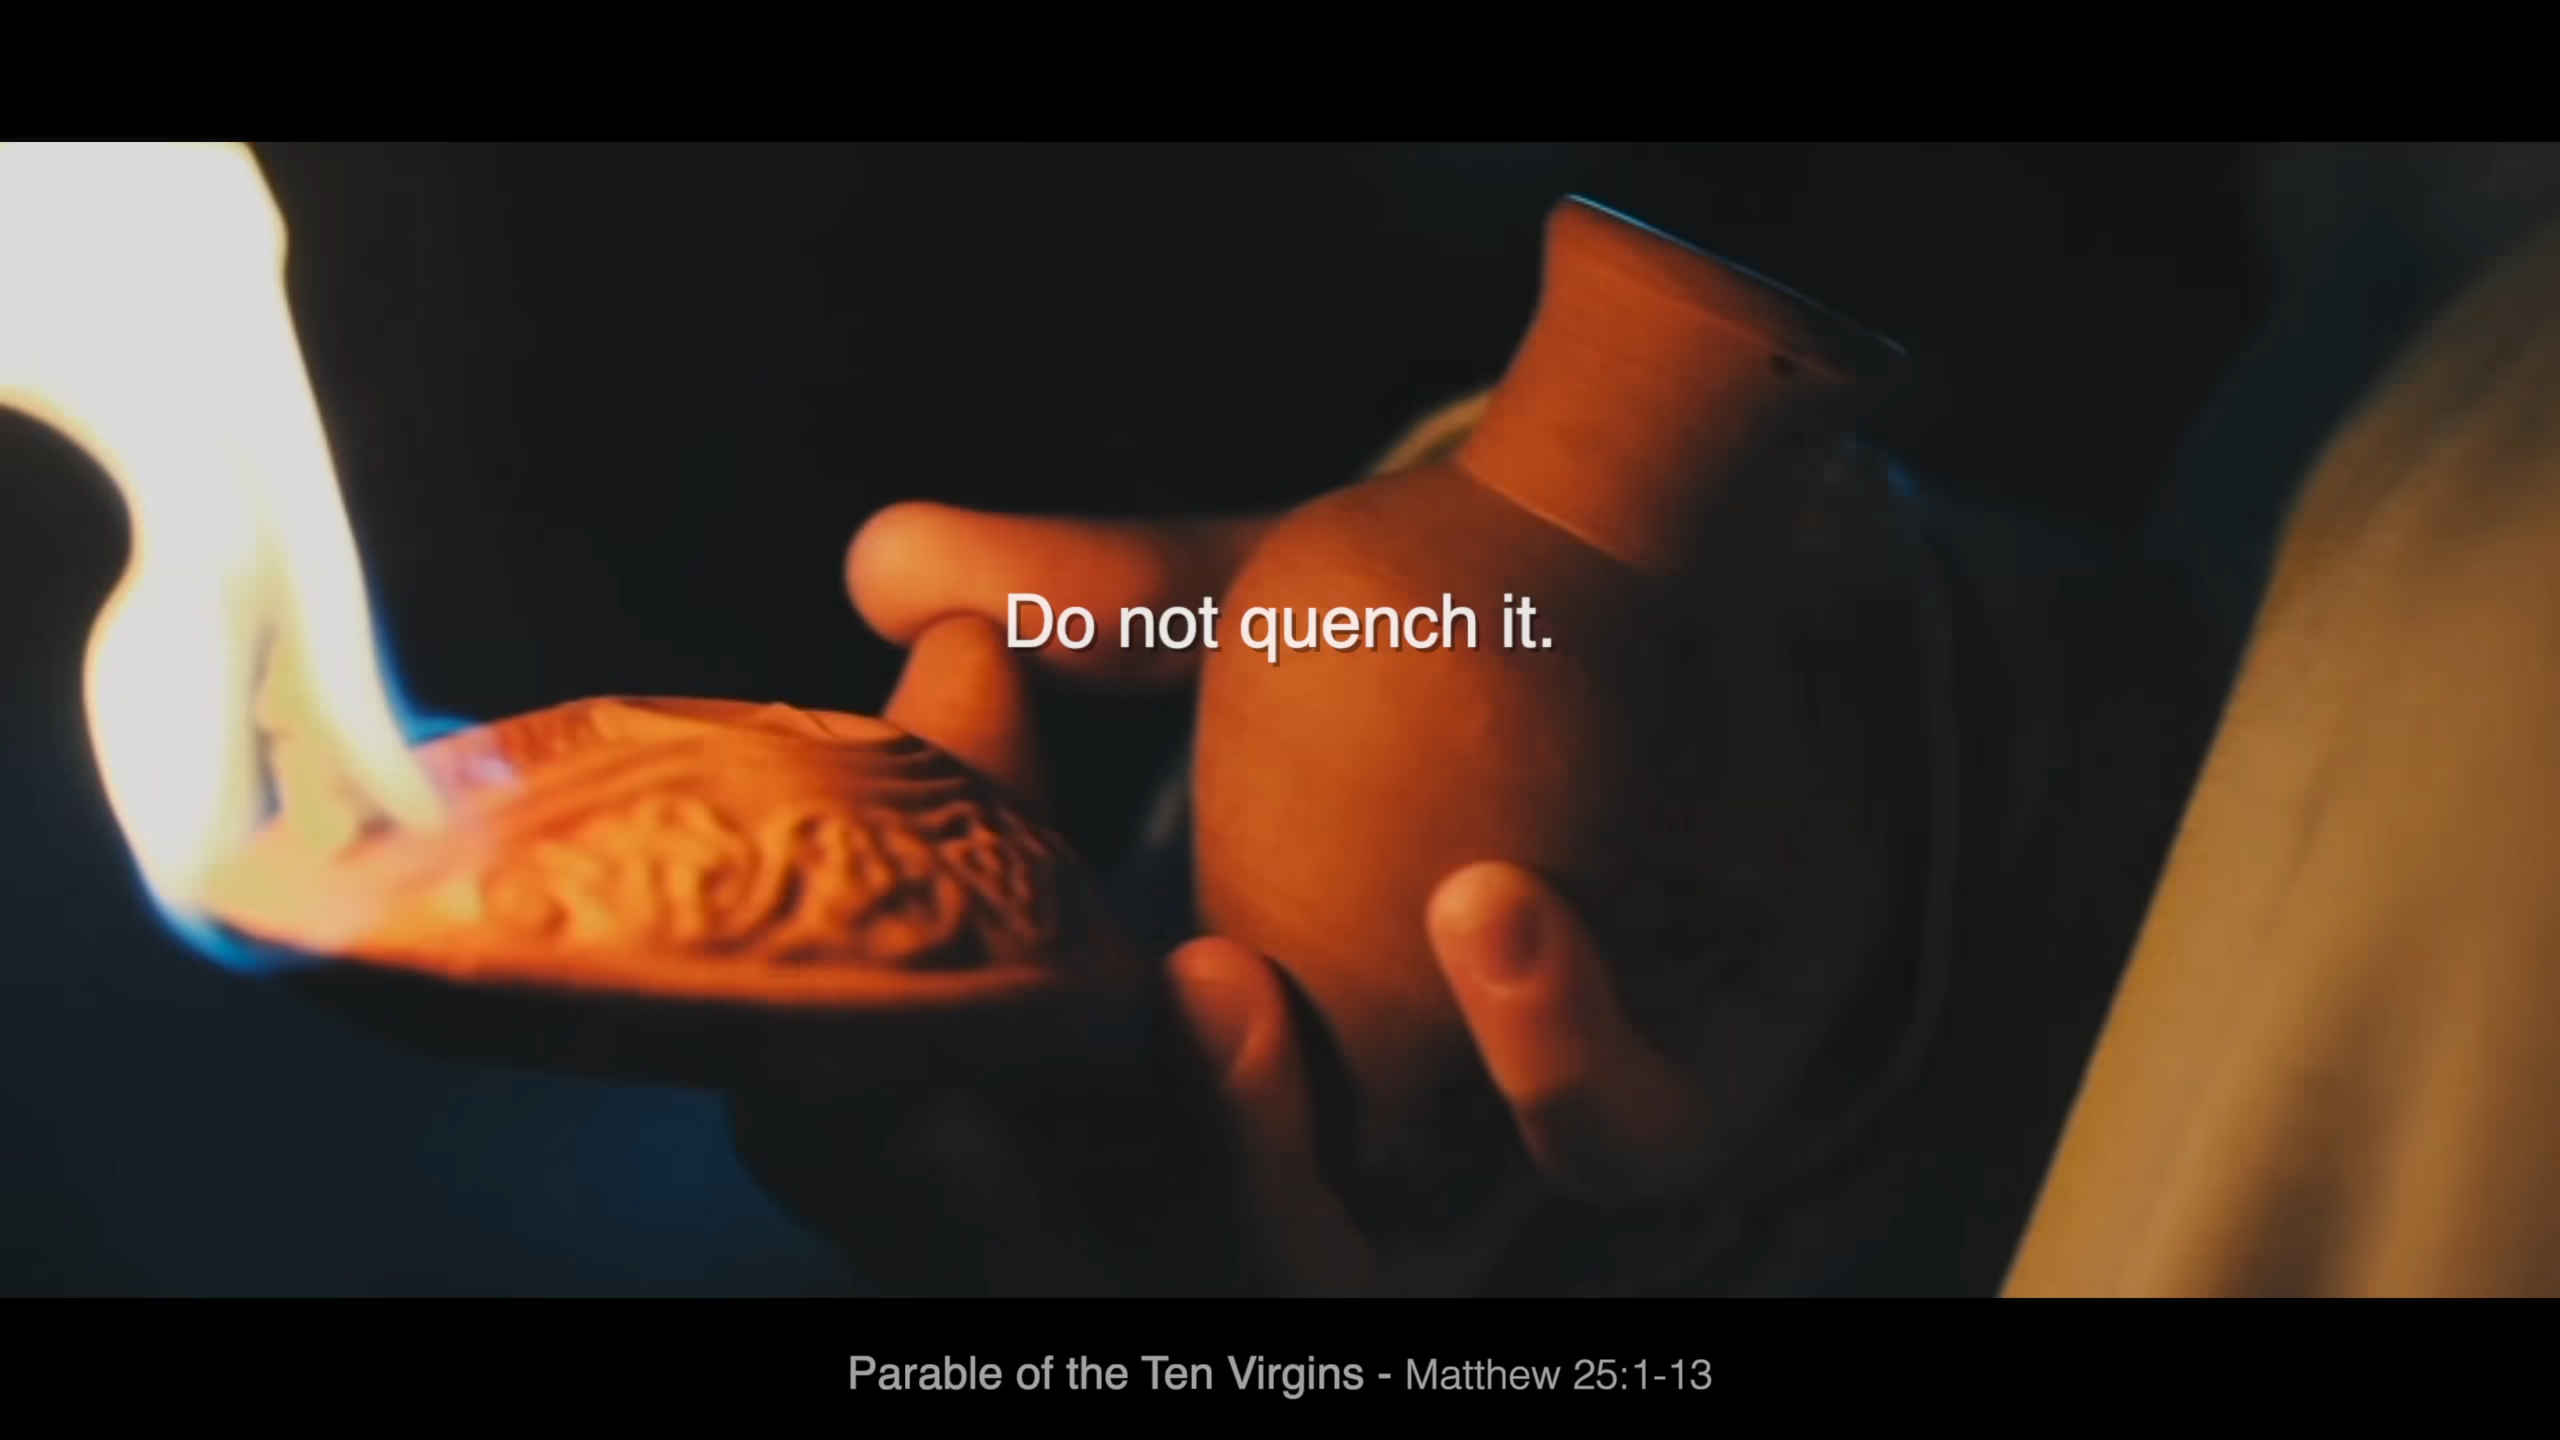 Do not quench it.
Parable of the Ten Virgins - Matthew 25:1-13